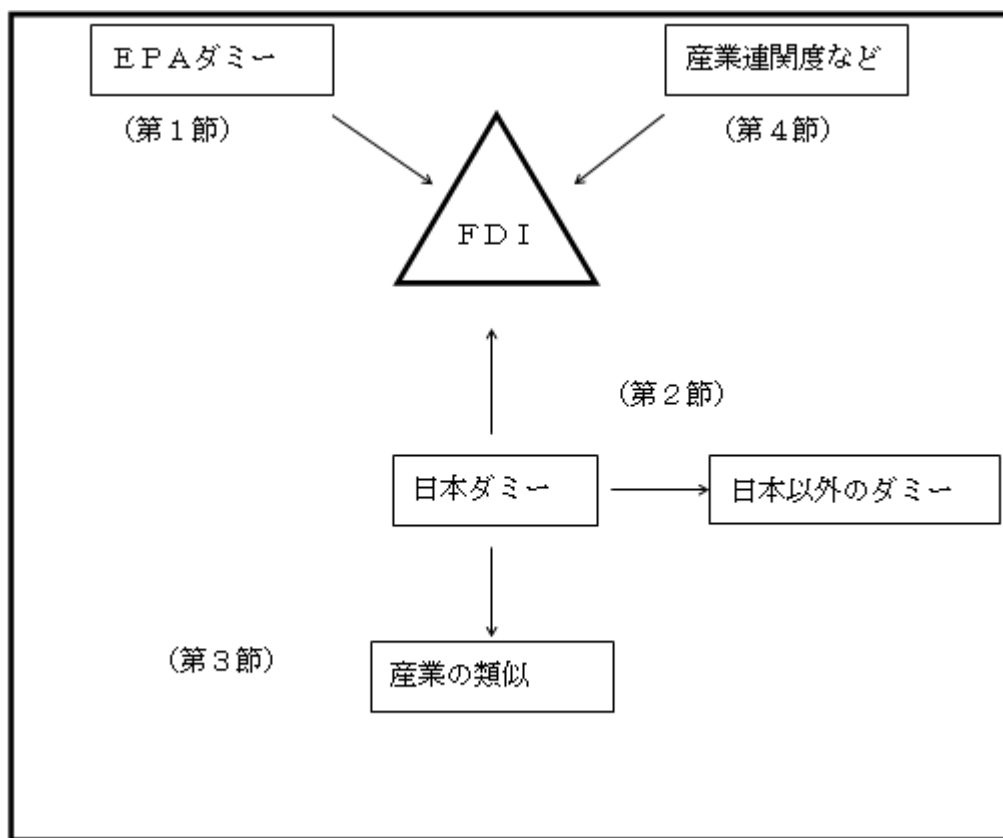 EPAダミー
産業連関度など
(第1節)
(第4節)
FDI
(第2節)
日本ダミー
日本以外のダミー
(第3節)
産業の類似